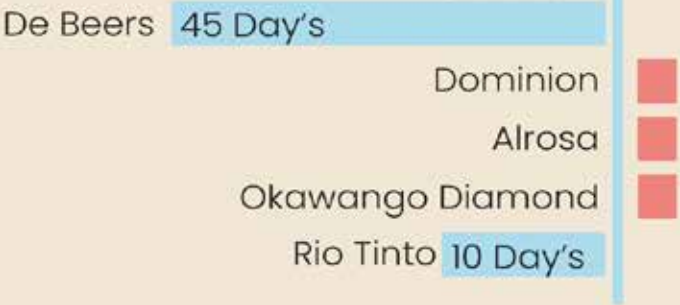 De Beers 45 Day's
Dominion
Alrosa
Okawango Diamond
Rio Tinto 10 Day's